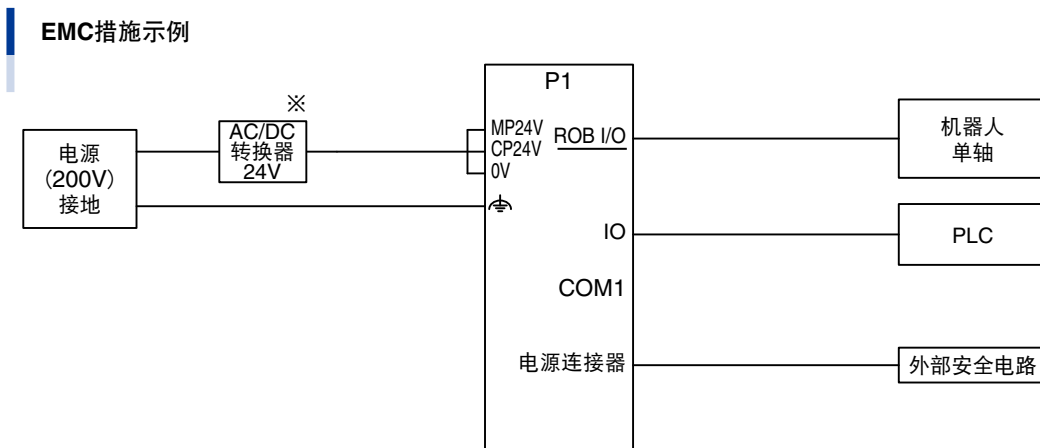 EMC措施示例
电源
(200V)
接地
※
AC/DC
转换器
24V
P1
MP24V
CP24V
0V
ROB I/O
IO
COM1
电源连接器
机器人
单轴
PLC
外部安全电路